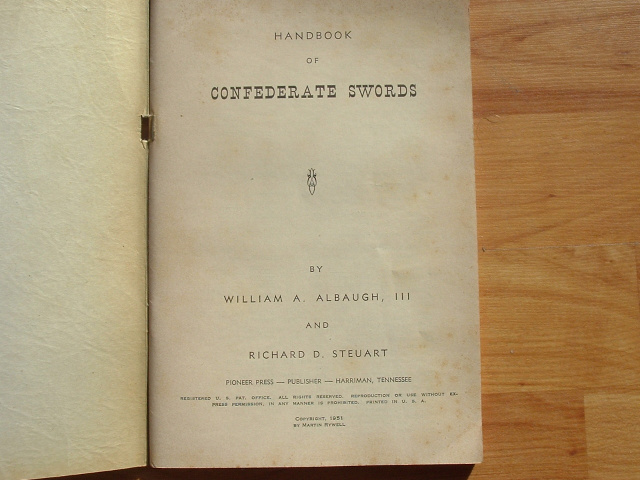 HANDBOOK
OF
CONFEDERATE SWORDS
BY
WILLIAM A. ALBAUGH, III
AND
RICHARD D. STEUART
PIONEER PRESS — PUBLISHER — HARRIMAN, TENNESSEE
REGISTERED U. S. PAT. OFFICE. ALL RIGHTS RESERVED. REPRODUCTION OR USE WITHOUT EX-
PRESS PERMISSION, IN ANY MANNER IS PROHIBITED. PRINTED IN U. S. A.
COPYRIGHT, 1951
BY MARTIN RYWELL